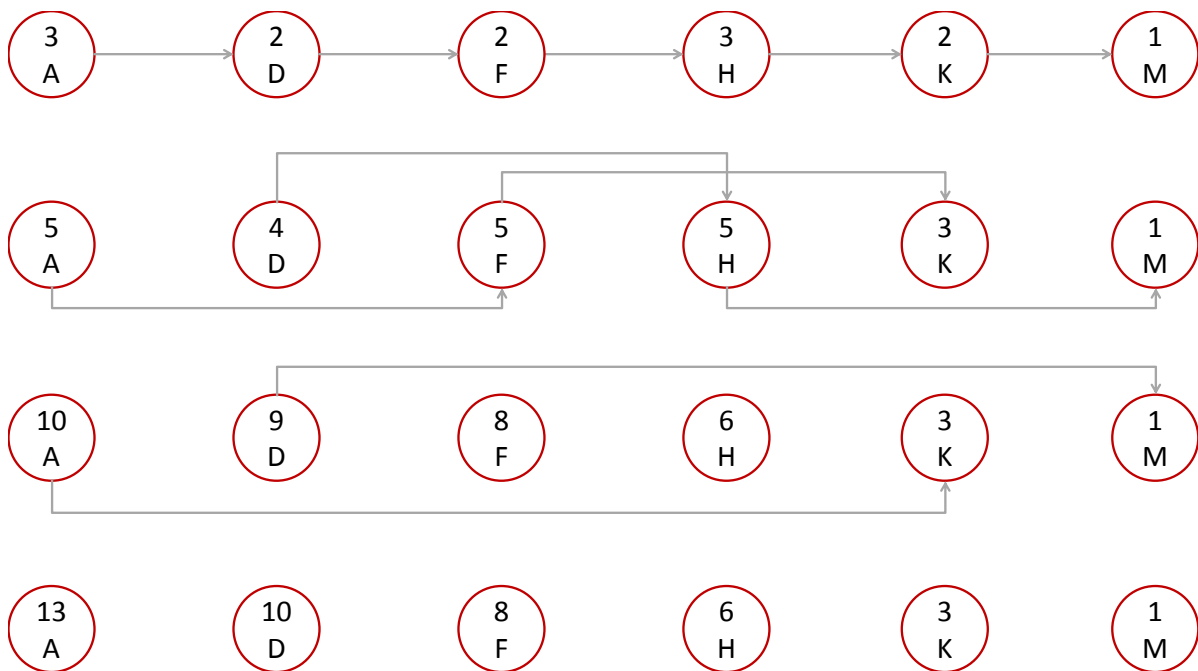 3 2 2 3 2 1
A D F H K M
5 4 5 5 3 1
A D F H K M
10 9 8 6 3 1
A D F H K M
13 10 8 6 3 1
A D F H K M